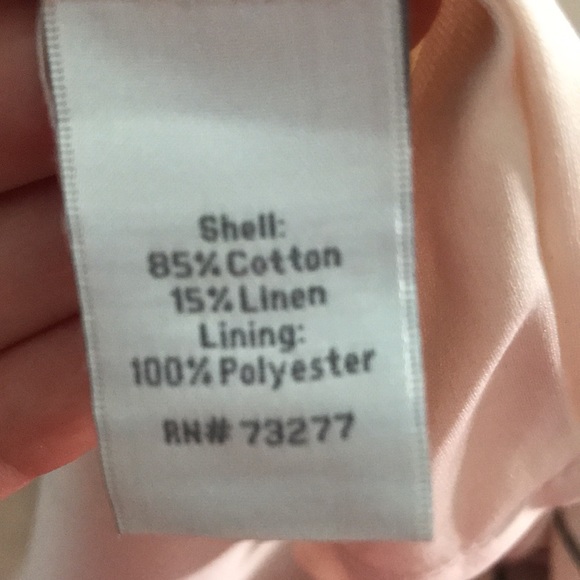 Shell:
85% Cotton
15% Linen
Lining:
100% Polyester
RN# 73277